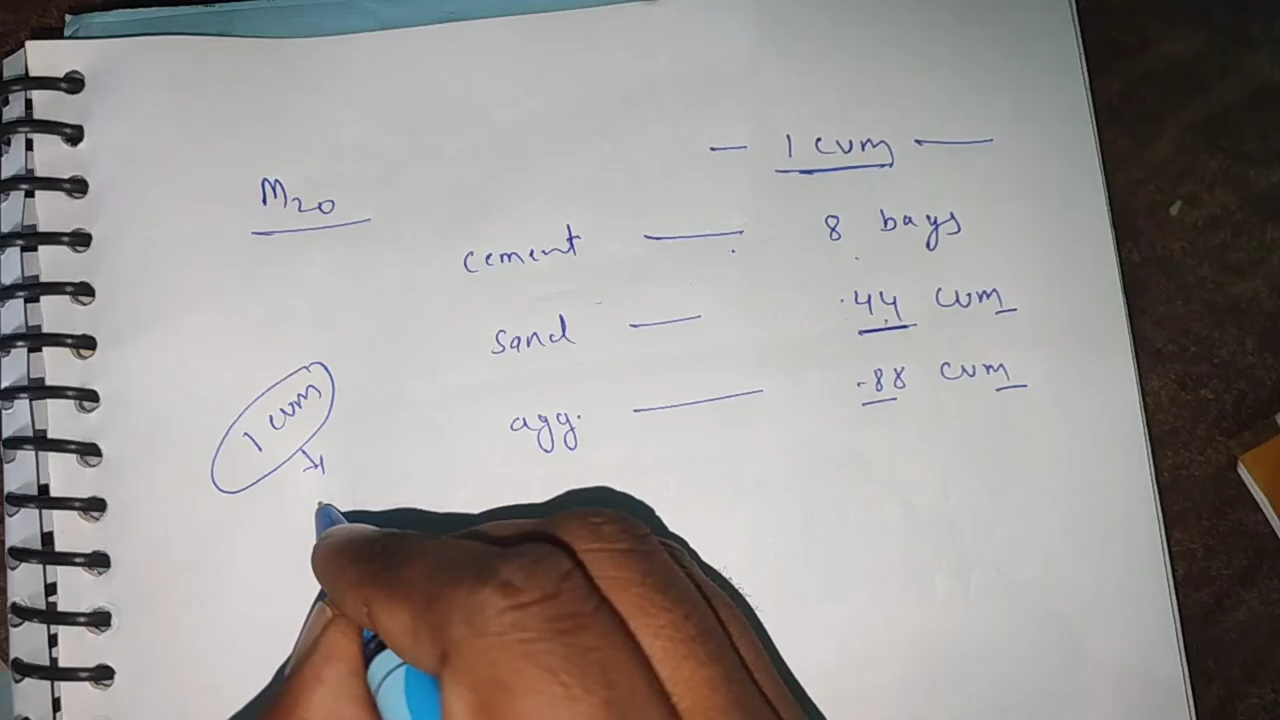 — 1 cum —
M20
cement — 8 bags
sand — .44 cum
agg. — .88 cum
1 cum